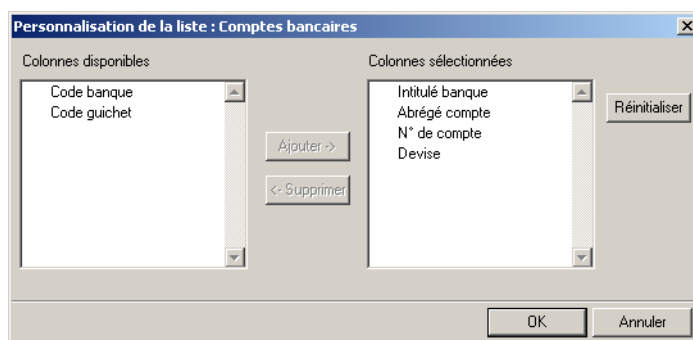 Personnalisation de la liste : Comptes bancaires
Colonnes disponibles
Code banque
Code guichet
Ajouter ->
<- Supprimer
Colonnes sélectionnées
Intitulé banque
Abrégé compte
N° de compte
Devise
Réinitialiser
OK
Annuler